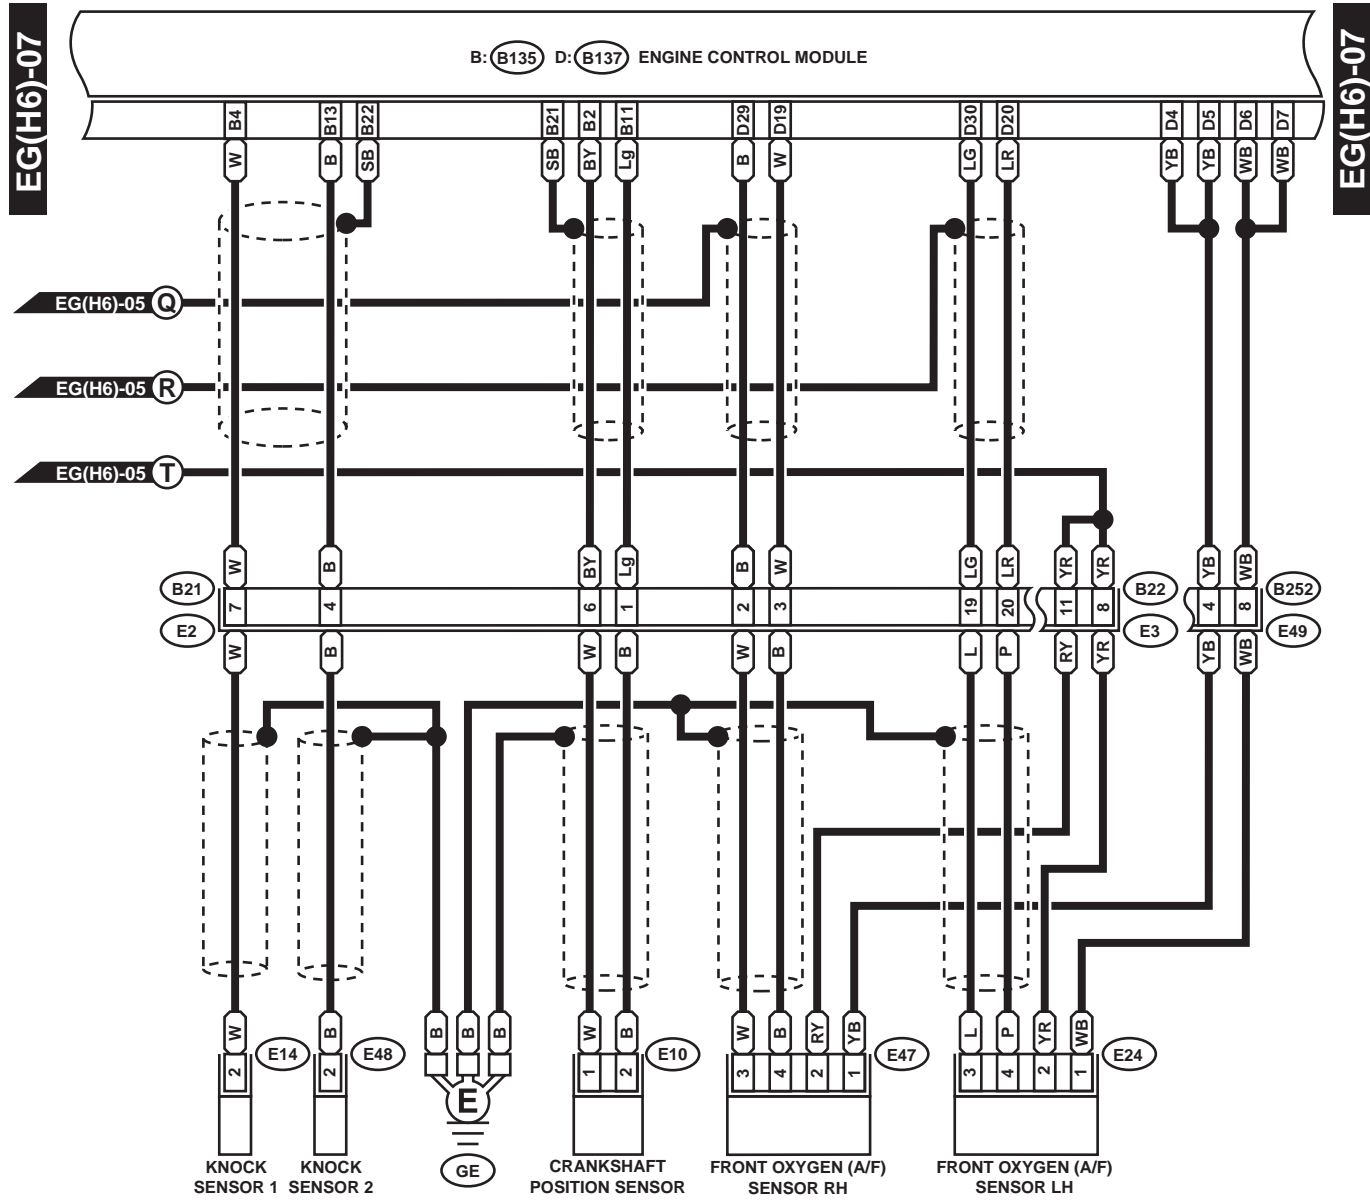 EG(H6)-07
EG(H6)-07
B: B135 D: B137 ENGINE CONTROL MODULE
B4 B13 B22 B21 B2 B11 D29 D19 D30 D20 D4 D5 D6 D7
W B SB SB BY Lg B W LG LR YB YB WB WB
EG(H6)-05 Q
EG(H6)-05 R
EG(H6)-05 T
W B BY Lg B W LG LR YR YR YB WB
B21 7 4 6 1 2 3 19 20 11 8 B22 4 8 B252
E2 E3 E49
W B W B W B L P RY YR YB WB
W B B B B W B W B RY YB L P YR WB
2 E14 2 E48 1 2 E10 3 4 2 1 E47 3 4 2 1 E24
E
GE
KNOCK
SENSOR 1
KNOCK
SENSOR 2
CRANKSHAFT
POSITION SENSOR
FRONT OXYGEN (A/F)
SENSOR RH
FRONT OXYGEN (A/F)
SENSOR LH